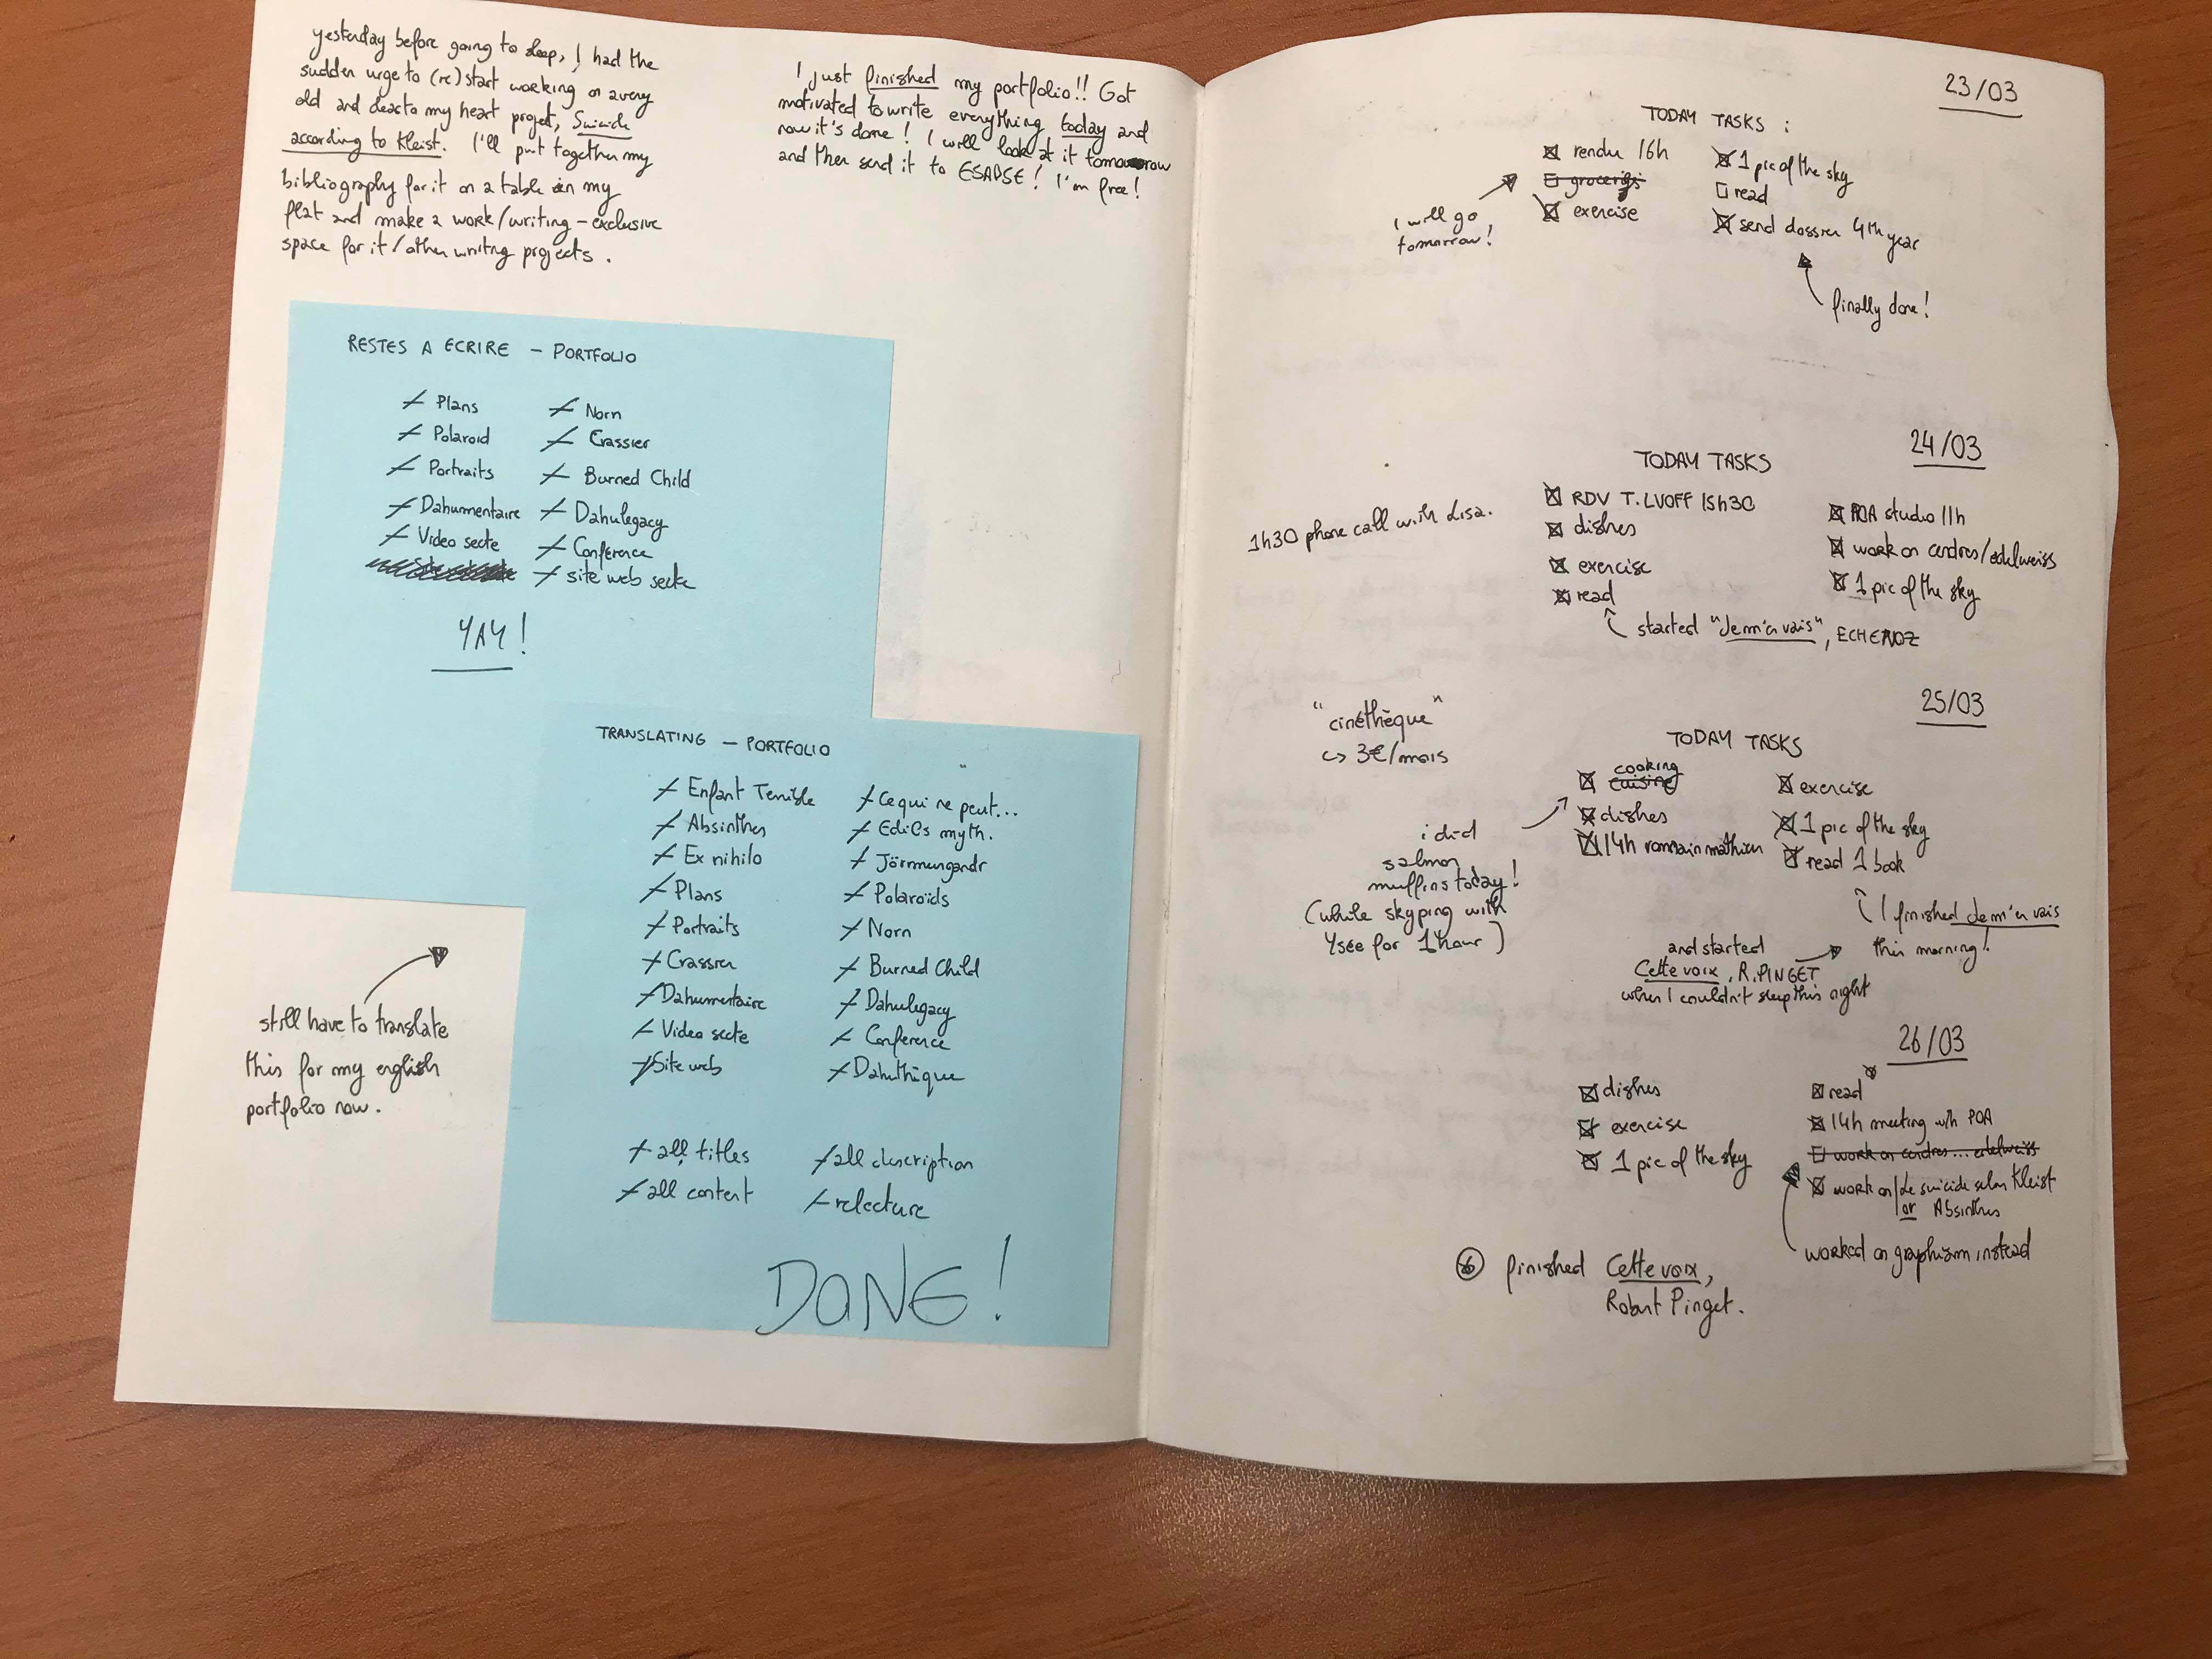 yesterday before going to sleep, I had the
sudden urge to (re)start working on a very
old and dear to my heart project, Suicide
according to Kleist. I'll put together my
bibliography for it on a table in my
flat and make a work/writing-exclusive
space for it/other writing projects.
I just finished my portfolio!! Got
motivated to write everything today and
now it's done! I will look at it tomorrow
and then send it to ESADSE! I'm free!
RESTES A ECRIRE – PORTFOLIO
Plans
Polaroid
Portraits
Dahumentaire
Video secte
Norn
Crassier
Burned Child
Dahulegacy
Conference
site web secte
YAY!
TRANSLATING – PORTFOLIO
Enfant Terrible
Absinthes
Ex nihilo
Plans
Portraits
Crassier
Dahumentaire
Video secte
Site web
Ce qui ne peut...
EdiCs myth.
Jörmungandr
Polaroïds
Norn
Burned Child
Dahulegacy
Conference
Dahuthèque
all titles
all content
all description
relecture
DONE!
still have to translate
this for my english
portfolio now.
23/03
TODAY TASKS :
rendu 16h
groceries
exercise
1 pic of the sky
read
send dossier 4th year
I will go
tomorrow!
finally done!
24/03
TODAY TASKS
1h30 phone call with Lisa.
RDV T. LVOFF 15h30
dishes
exercise
read
POA studio 11h
work on cendres/edelweiss
1 pic of the sky
started "Je m'en vais", ECHENOZ
25/03
"cinéthèque"
↪ 3€/mois
TODAY TASKS
cooking
cuisine
dishes
14h romain mathieu
exercise
1 pic of the sky
read 1 book
i did
salmon
muffins today!
(while skyping with
Ysée for 1 hour)
I finished Je m'en vais
this morning!
and started
Cette voix, R. PINGET
when I couldn't sleep this night
26/03
dishes
exercise
1 pic of the sky
read
14h meeting with POA
work on cendres... edelweiss
work on Le suicide selon Kleist
or Absinthes
worked on graphism instead
finished Cette voix,
Robert Pinget.